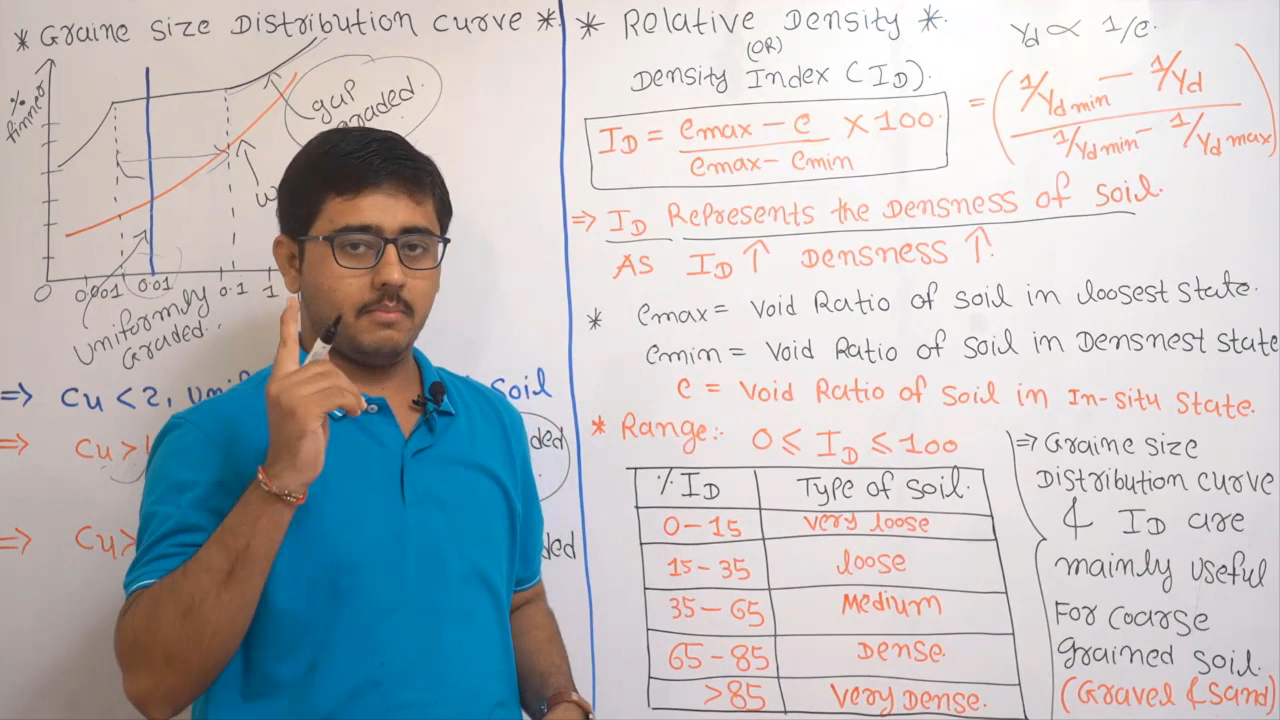 * Graine Size Distribution Curve *
% finner
gap
graded
0 0.001 0.01 0.1 1
Uniformly
Graded..
=> Cu < 2, Soil
=> Cu >
ded
=> Cu >
ded
* Relative Density *
(OR)
Density Index (ID).
ID = emax - e / emax - emin X 100
γd ∝ 1/e.
= ( 1/γd min - 1/γd / 1/γd min - 1/γd max )
=> ID Represents the Densness of Soil.
As ID ↑ Densness ↑
* emax = Void Ratio of Soil in loosest state.
emin = Void Ratio of Soil in Densnest state
e = Void Ratio of Soil in In-situ state.
* Range:- 0 ≤ ID ≤ 100
% ID Type of Soil.
0-15 very loose
15-35 loose
35-65 Medium
65-85 Dense.
>85 Very Dense.
=> Graine size
Distribution curve
& ID are
mainly useful
For coarse
grained soil.
(Gravel & Sand)